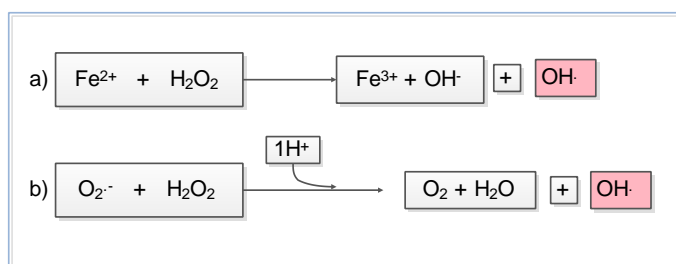 a) Fe²⁺ + H₂O₂ Fe³⁺ + OH⁻ + OH·
1H⁺
b) O₂·⁻ + H₂O₂ O₂ + H₂O + OH·